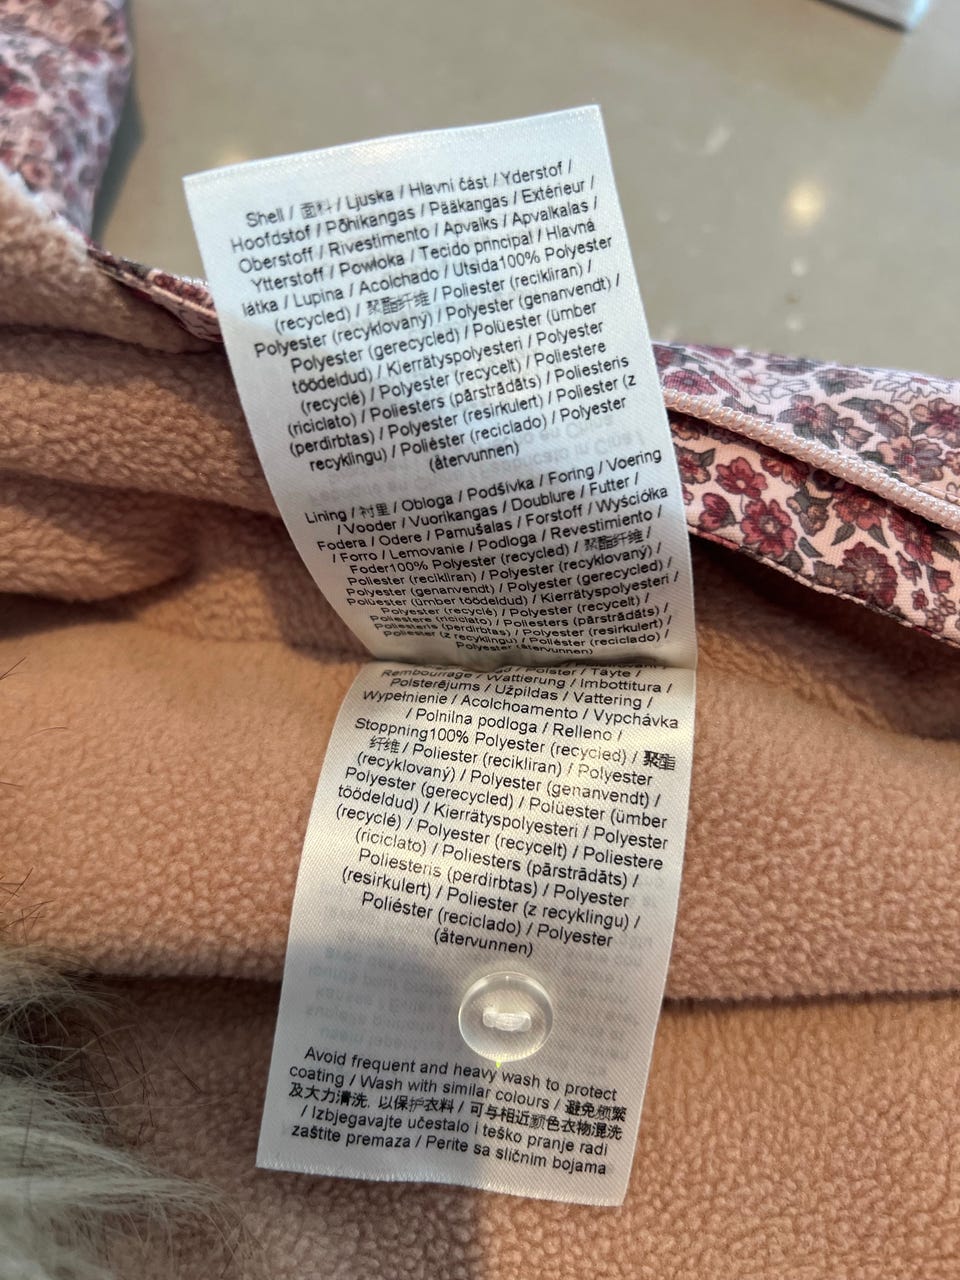 Shell / 面料 / Ljuska / Hlavní část / Yderstof /
Hoofdstof / Põhikangas / Pääkangas / Extérieur /
Oberstoff / Rivestimento / Apvalks / Apvalkalas /
Ytterstoff / Powłoka / Tecido principal / Hlavná
látka / Lupina / Acolchado / Utsida100% Polyester
(recycled) / 聚酯纤维 / Poliester (recikliran) /
Polyester (recyklovaný) / Polyester (genanvendt) /
Polyester (gerecycled) / Polüester (ümber
töödeldud) / Kierrätyspolyesteri / Polyester
(recyclé) / Polyester (recycelt) / Poliestere
(riciclato) / Poliesters (pārstrādāts) / Poliesteris
(perdirbtas) / Polyester (resirkulert) / Poliester (z
recyklingu) / Poliéster (reciclado) / Polyester
(återvunnen)
Lining / 衬里 / Obloga / Podšívka / Foring / Voering
/ Vooder / Vuorikangas / Doublure / Futter /
Fodera / Odere / Pamušalas / Forstoff / Wyściółka
/ Forro / Lemovanie / Podloga / Revestimiento /
Foder100% Polyester (recycled) / 聚酯纤维 /
Poliester (recikliran) / Polyester (recyklovaný) /
Polyester (genanvendt) / Polyester (gerecycled) /
Polüester (ümber töödeldud) / Kierrätyspolyesteri /
Polyester (recyclé) / Polyester (recycelt) /
Poliestere (riciclato) / Poliesters (pārstrādāts) /
Poliesteris (perdirbtas) / Polyester (resirkulert) /
Poliester (z recyklingu) / Poliéster (reciclado) /
Polyester (återvunnen)
/ Polster / Täyte /
Rembourrage / Wattierung / Imbottitura /
Polsterējums / Užpildas / Vattering /
Wypełnienie / Acolchoamento / Vypchávka
/ Polnilna podloga / Relleno /
Stoppning100% Polyester (recycled) / 聚酯
纤维 / Poliester (recikliran) / Polyester
(recyklovaný) / Polyester (genanvendt) /
Polyester (gerecycled) / Polüester (ümber
töödeldud) / Kierrätyspolyesteri / Polyester
(recyclé) / Polyester (recycelt) / Poliestere
(riciclato) / Poliesters (pārstrādāts) /
Poliesteris (perdirbtas) / Polyester
(resirkulert) / Poliester (z recyklingu) /
Poliéster (reciclado) / Polyester
(återvunnen)
Avoid frequent and heavy wash to protect
coating / Wash with similar colours / 避免频繁
及大力清洗, 以保护衣料 / 可与相近颜色衣物混洗
/ Izbjegavajte učestalo i teško pranje radi
zaštite premaza / Perite sa sličnim bojama